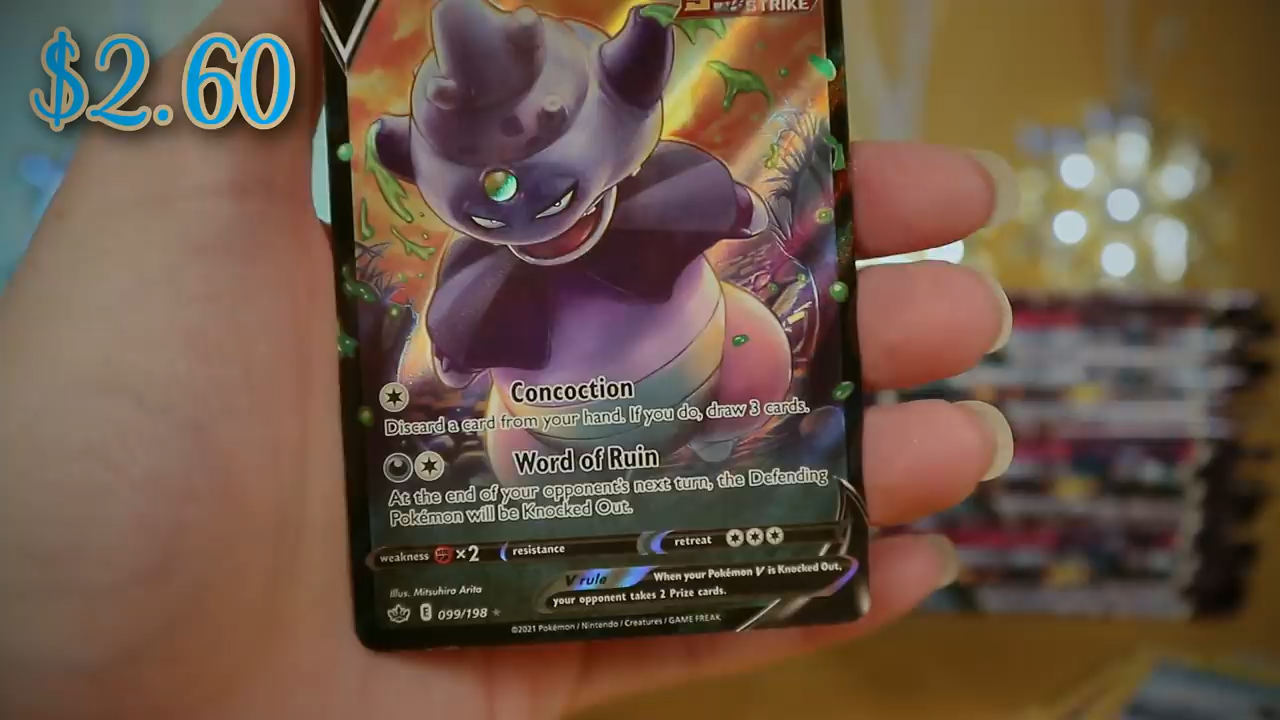 $2.60
STRIKE
Concoction
Discard a card from your hand. If you do, draw 3 cards.
Word of Ruin
At the end of your opponent's next turn, the Defending
Pokémon will be Knocked Out.
weakness ×2 resistance retreat
V rule When your Pokémon V is Knocked Out,
your opponent takes 2 Prize cards.
Illus. Mitsuhiro Arita
E 099/198
©2021 Pokémon / Nintendo / Creatures / GAME FREAK